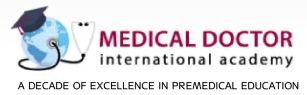 MEDICAL DOCTOR
international academy
A DECADE OF EXCELLENCE IN PREMEDICAL EDUCATION